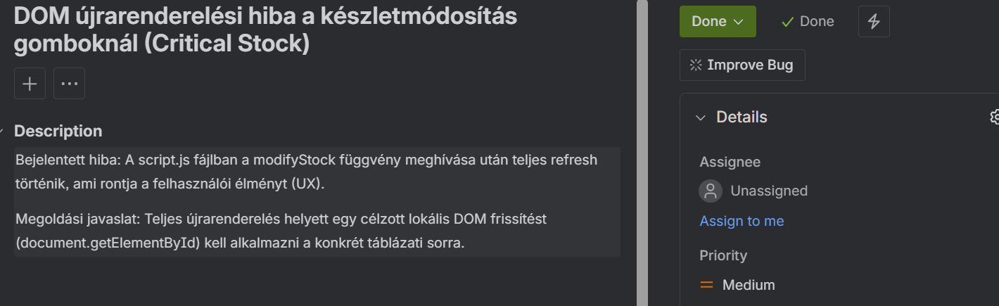 DOM újrarenderelési hiba a készletmódosítás
gomboknál (Critical Stock)
Description
Bejelentett hiba: A script.js fájlban a modifyStock függvény meghívása után teljes refresh
történik, ami rontja a felhasználói élményt (UX).
Megoldási javaslat: Teljes újrarenderelés helyett egy célzott lokális DOM frissítést
(document.getElementById) kell alkalmazni a konkrét táblázati sorra.
Done
Done
Improve Bug
Details
Assignee
Unassigned
Assign to me
Priority
Medium